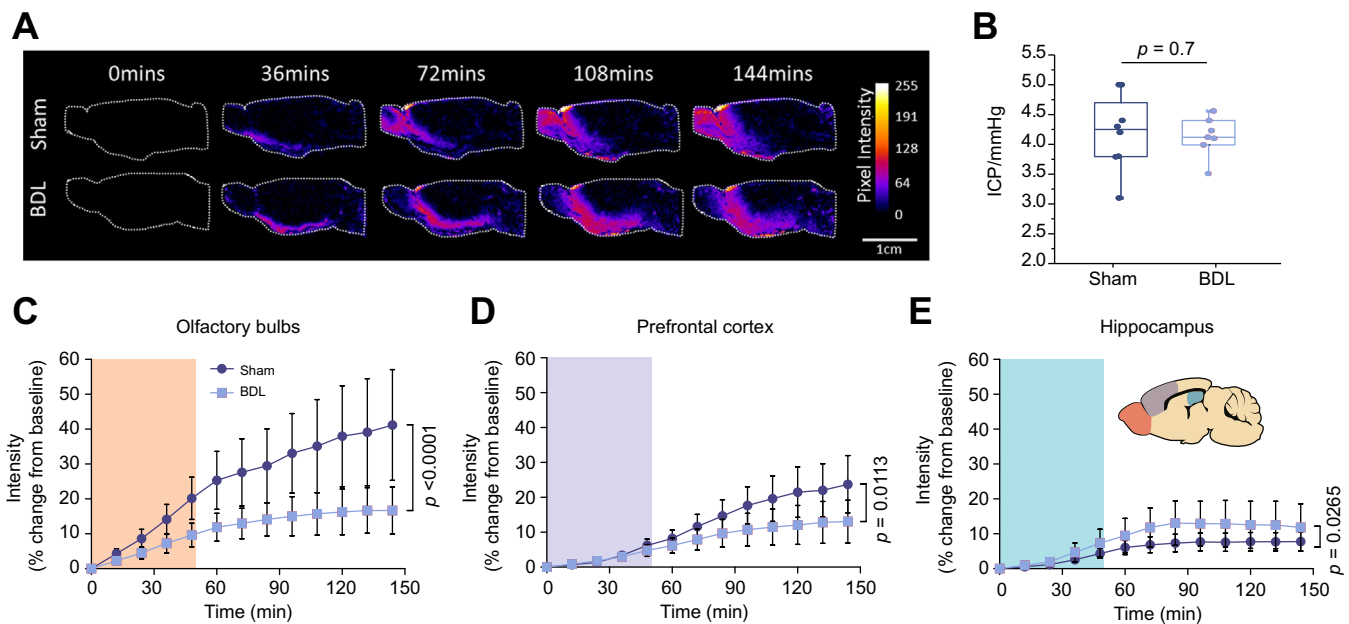 A
0mins 36mins 72mins 108mins 144mins
Sham
BDL
Pixel Intensity
255
191
128
64
0
1cm
B
p = 0.7
ICP/mmHg
5.5
5.0
4.5
4.0
3.5
3.0
2.5
2.0
Sham BDL
C
Olfactory bulbs
Intensity
(% change from baseline)
60
50
40
30
20
10
0
Sham
BDL
p <0.0001
0 30 60 90 120 150
Time (min)
D
Prefrontal cortex
Intensity
(% change from baseline)
60
50
40
30
20
10
0
p = 0.0113
0 30 60 90 120 150
Time (min)
E
Hippocampus
Intensity
(% change from baseline)
60
50
40
30
20
10
0
p = 0.0265
0 30 60 90 120 150
Time (min)